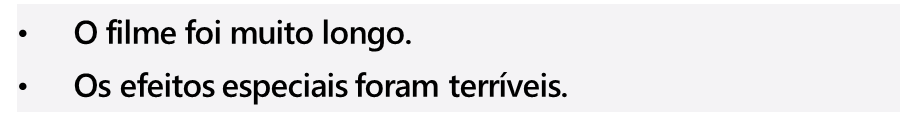 • O filme foi muito longo.
• Os efeitos especiais foram terríveis.